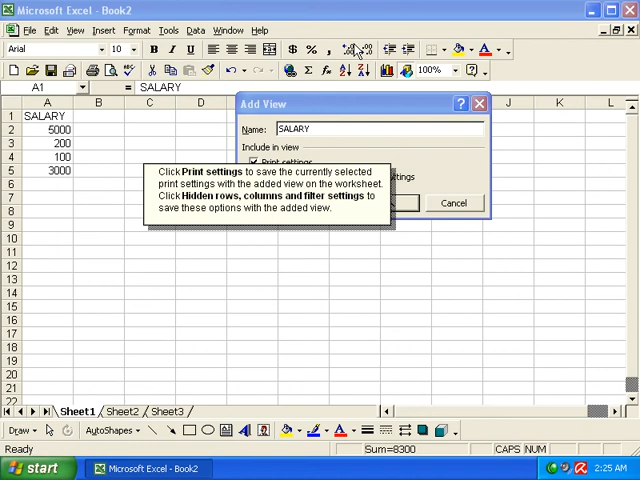 Microsoft Excel - Book2
File Edit View Insert Format Tools Data Window Help
Arial 10 B I U $ % ,
Σ 100%
A1 = SALARY
A B C D J K L
1 SALARY
2 5000
3 200
4 100
5 3000
6
7
8
9
10
11
12
13
14
15
16
17
18
19
20
21
22
Add View
Name: SALARY
Include in view
Print settings
settings
Cancel
Click Print settings to save the currently selected
print settings with the added view on the worksheet.
Click Hidden rows, columns and filter settings to
save these options with the added view.
Sheet1 Sheet2 Sheet3
Draw AutoShapes A A
Ready Sum=8300 CAPS NUM
start Microsoft Excel - Book2 2:25 AM